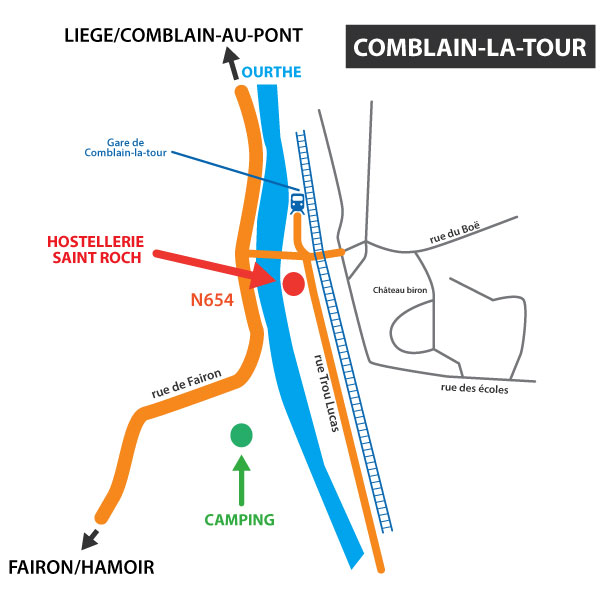 LIEGE/COMBLAIN-AU-PONT
COMBLAIN-LA-TOUR
OURTHE
Gare de
Comblain-la-tour
rue du Boë
HOSTELLERIE
SAINT ROCH
Château biron
N654
rue de Fairon
rue Trou Lucas
rue des écoles
CAMPING
FAIRON/HAMOIR